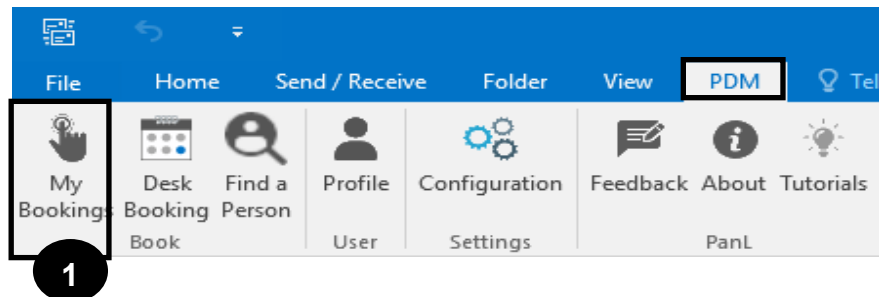 File Home Send / Receive Folder View PDM Tel
My Bookings Desk Booking Find a Person Profile Configuration Feedback About Tutorials
Book User Settings PanL
1